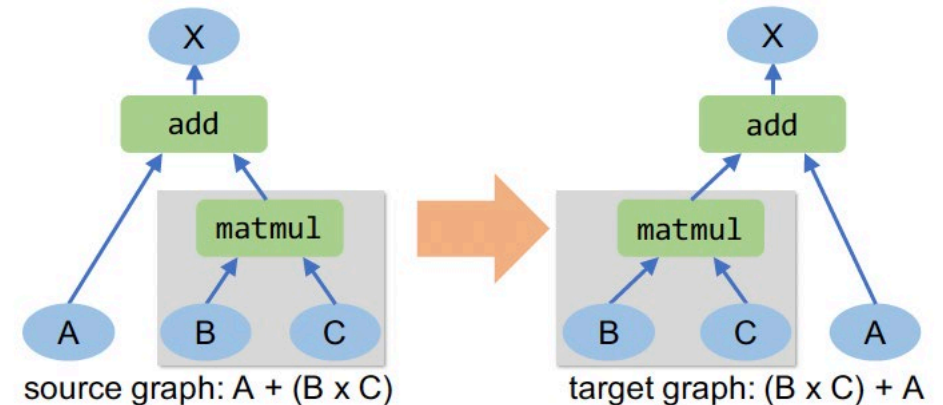 X X
add add
matmul matmul
A B C B C A
source graph: A + (B x C) target graph: (B x C) + A